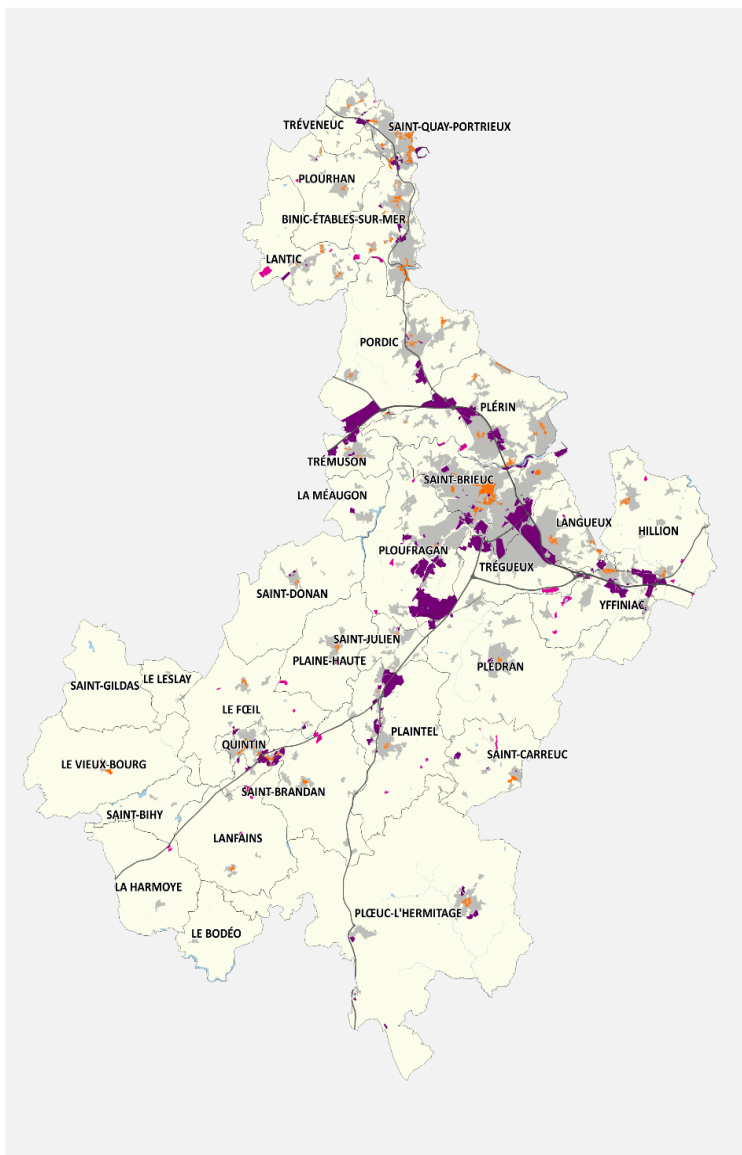 TRÉVENEUC
SAINT-QUAY-PORTRIEUX
PLOURHAN
BINIC-ÉTABLES-SUR-MER
LANTIC
PORDIC
PLÉRIN
TRÉMUSON
SAINT-BRIEUC
LA MÉAUGON
LANGUEUX
HILLION
PLOUFRAGAN
TRÉGUEUX
SAINT-DONAN
YFFINIAC
SAINT-JULIEN
PLAINE-HAUTE
PLÉDRAN
LE LESLAY
SAINT-GILDAS
LE FŒIL
PLAINTEL
QUINTIN
SAINT-CARREUC
LE VIEUX-BOURG
SAINT-BRANDAN
SAINT-BIHY
LANFAINS
LA HARMOYE
PLŒUC-L'HERMITAGE
LE BODÉO